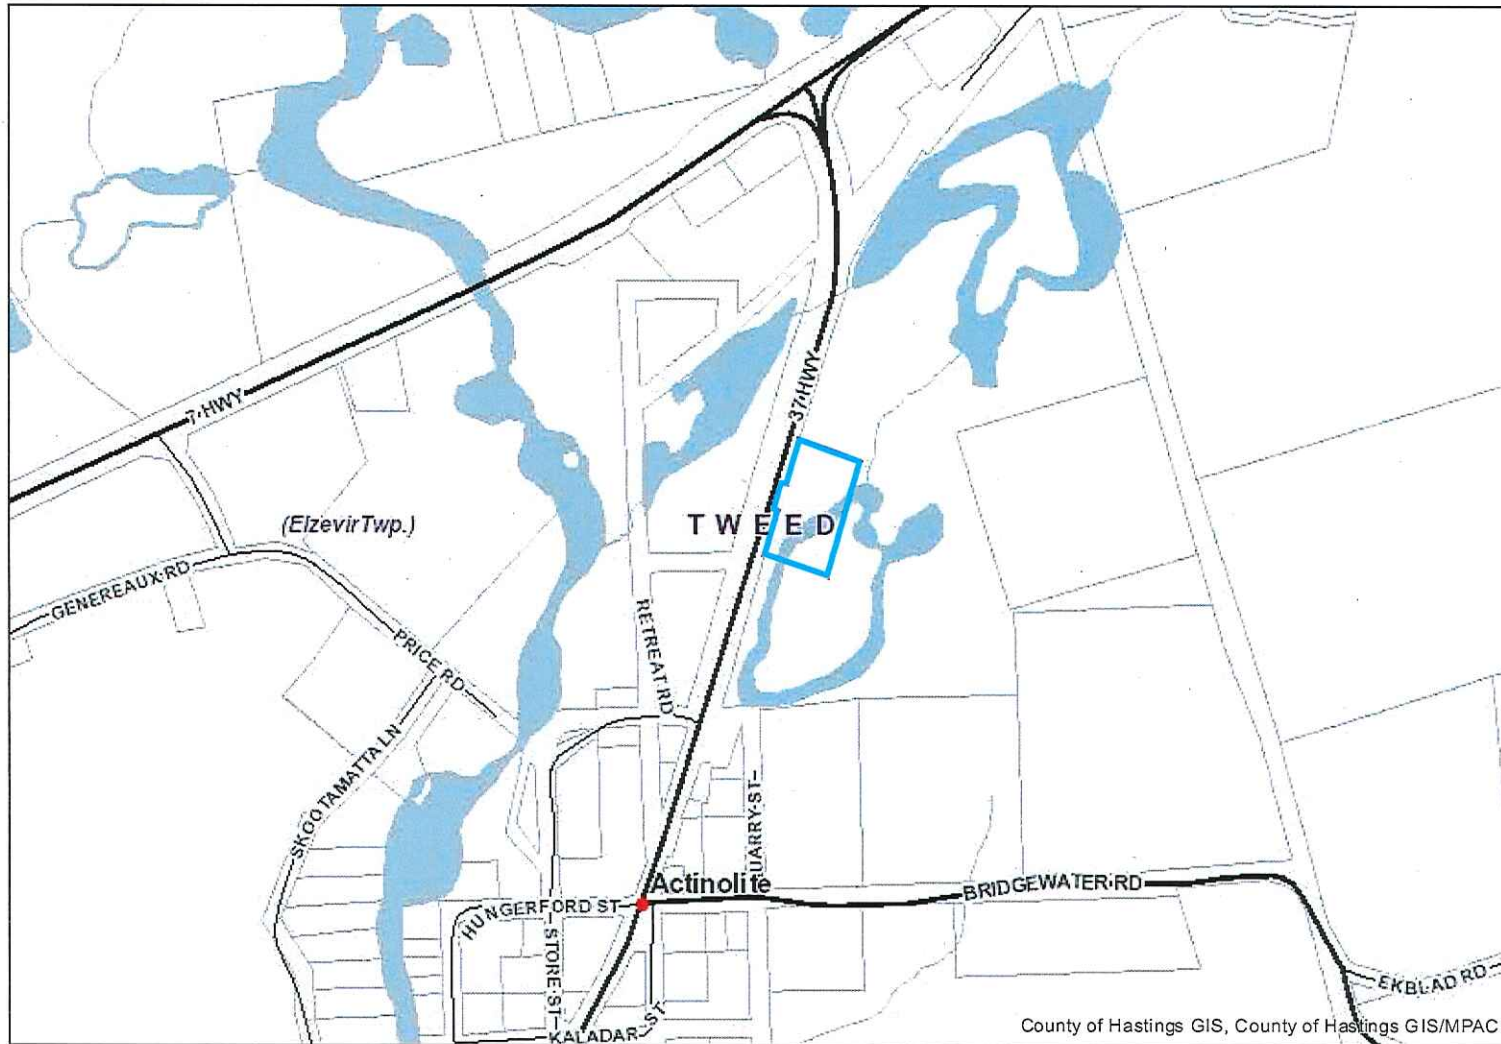 7 HWY
37 HWY
(Elzevir Twp.)
TWEED
GENEREAUX RD
PRICE RD
RETREAT RD
SKOOTAMATTA LN
UARRY ST
Actinolite
BRIDGEWATER RD
HUNGERFORD ST
STORE ST
KALADAR ST
EKBLAD RD
County of Hastings GIS, County of Hastings GIS/MPAC